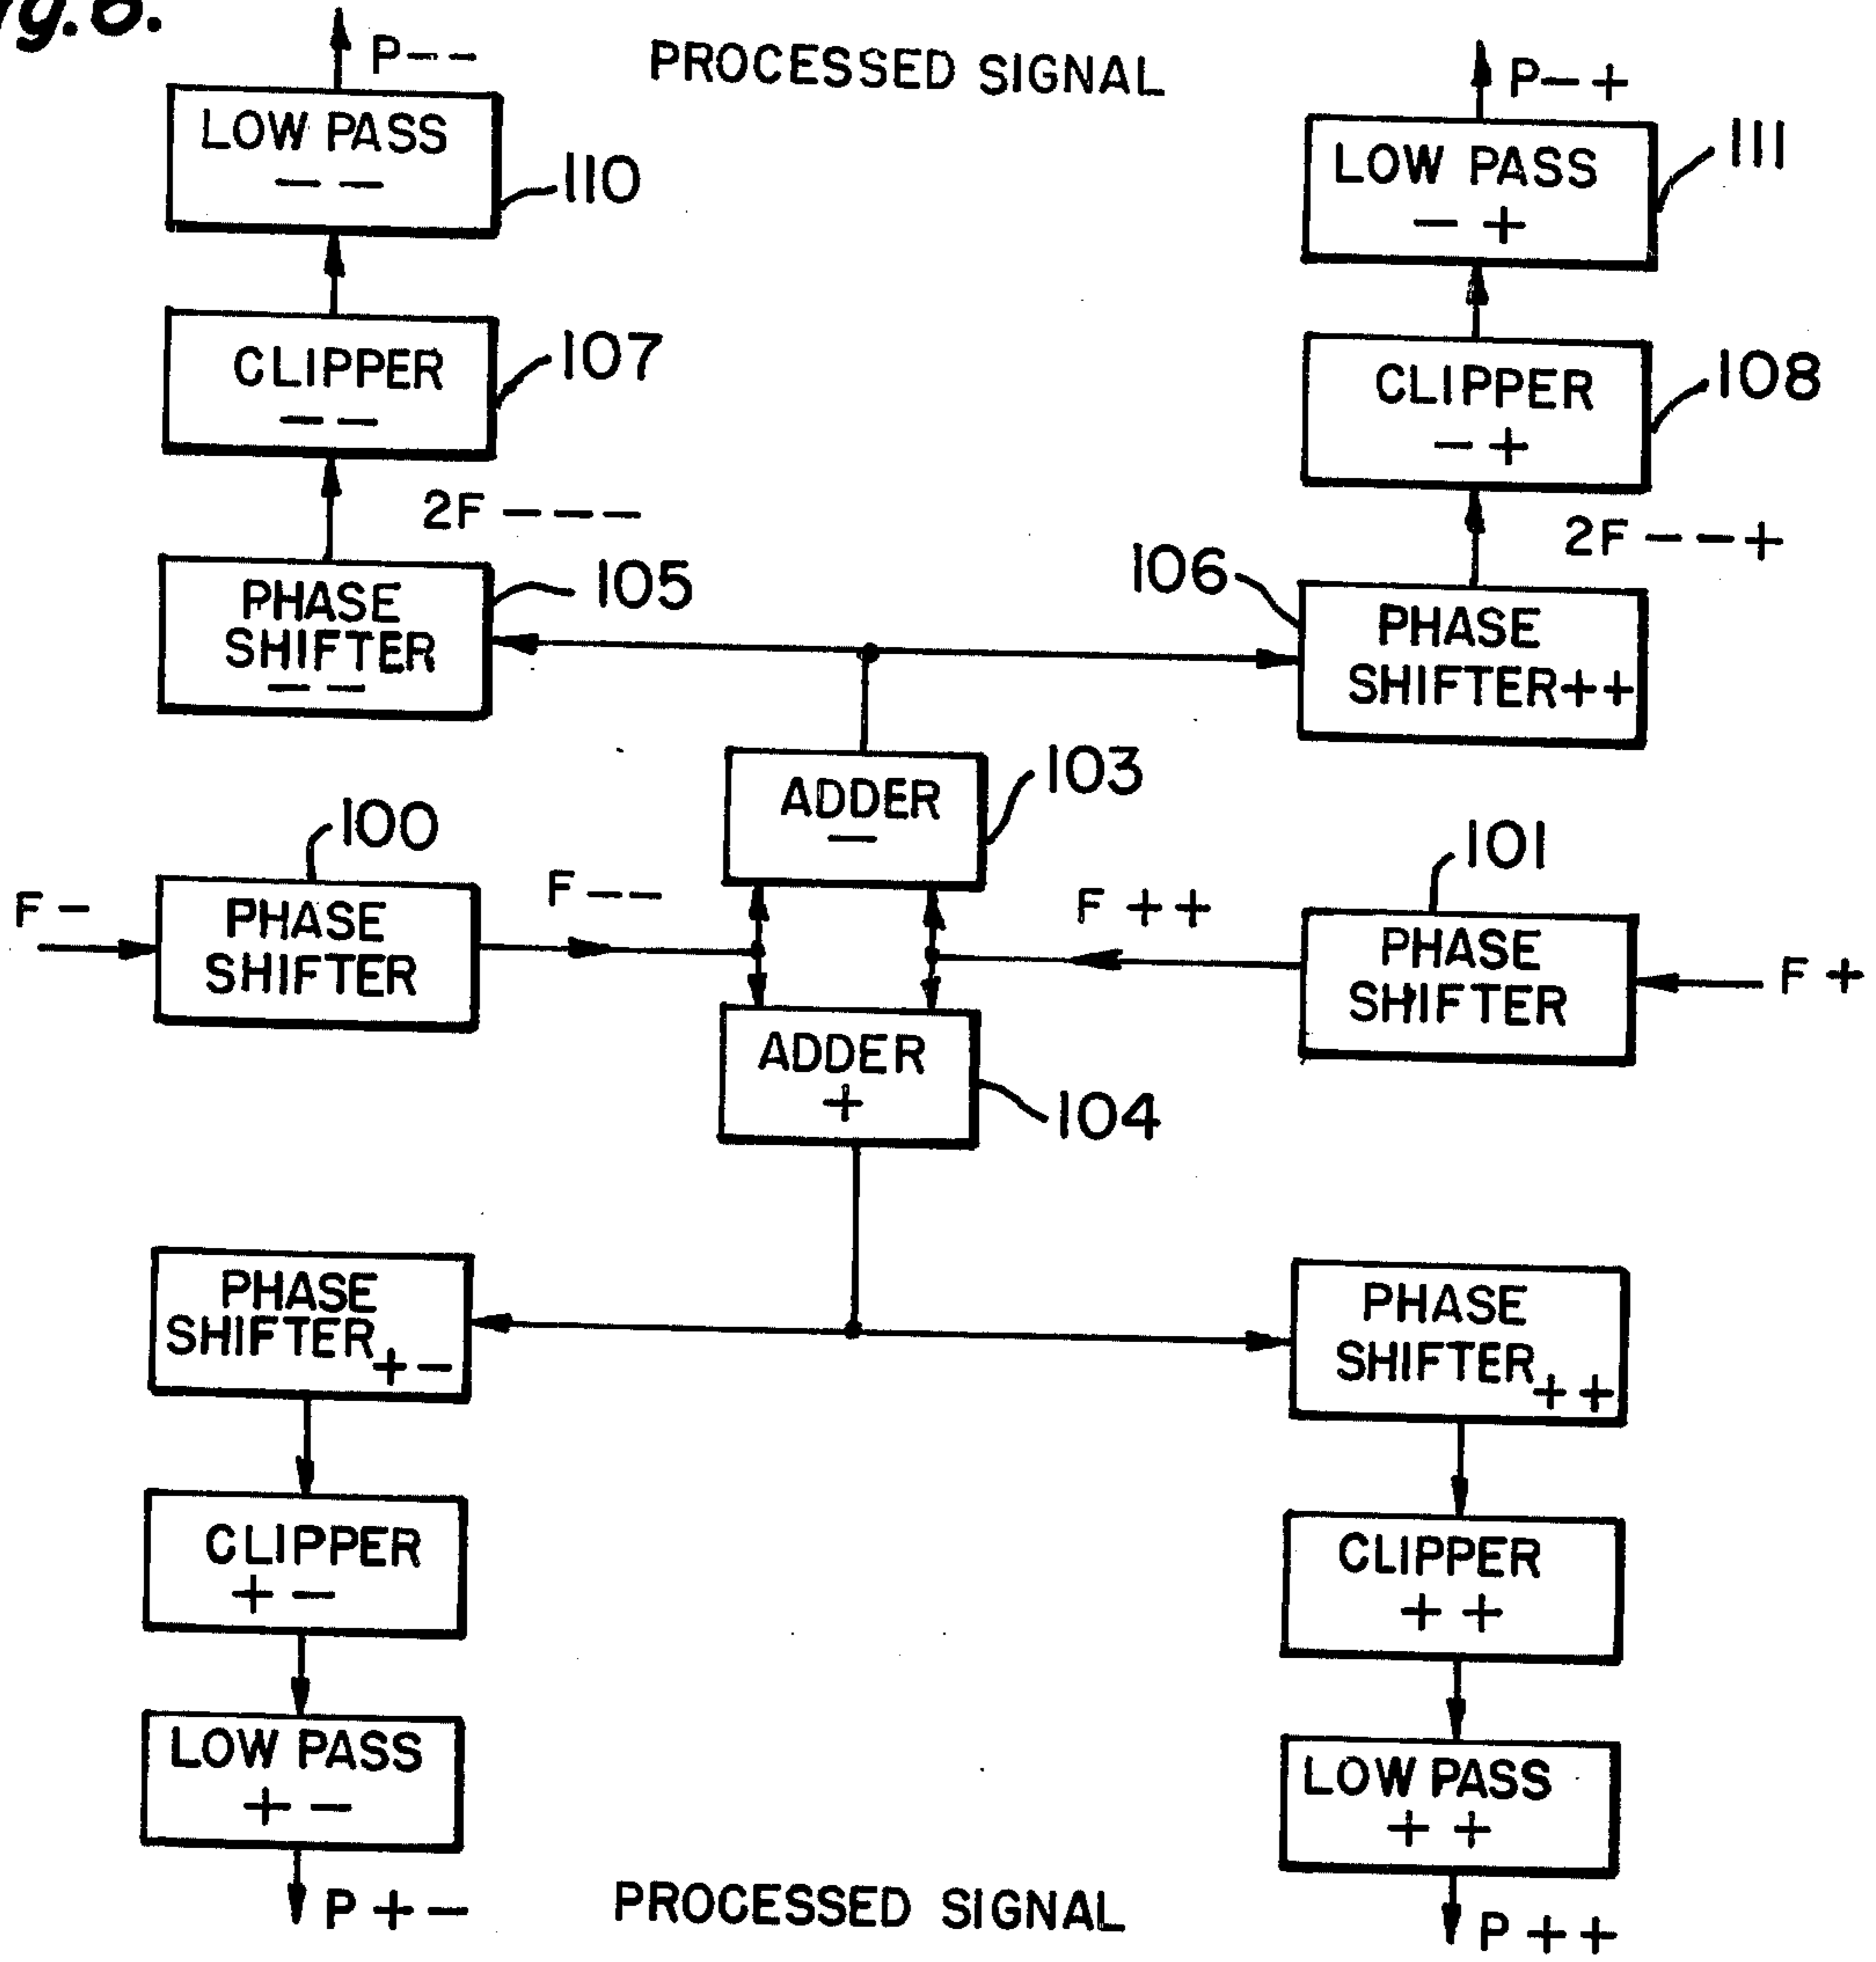 P--
PROCESSED SIGNAL
P-+
LOW PASS
--
110
LOW PASS
-+
111
CLIPPER
--
107
CLIPPER
-+
108
2F---
2F--+
PHASE
SHIFTER
--
105
106
PHASE
SHIFTER++
ADDER
-
103
100
101
F-
PHASE
SHIFTER
F--
F++
PHASE
SHIFTER
F+
ADDER
+
104
PHASE
SHIFTER+-
PHASE
SHIFTER++
CLIPPER
+-
CLIPPER
++
LOW PASS
+-
LOW PASS
++
P+-
PROCESSED SIGNAL
P++